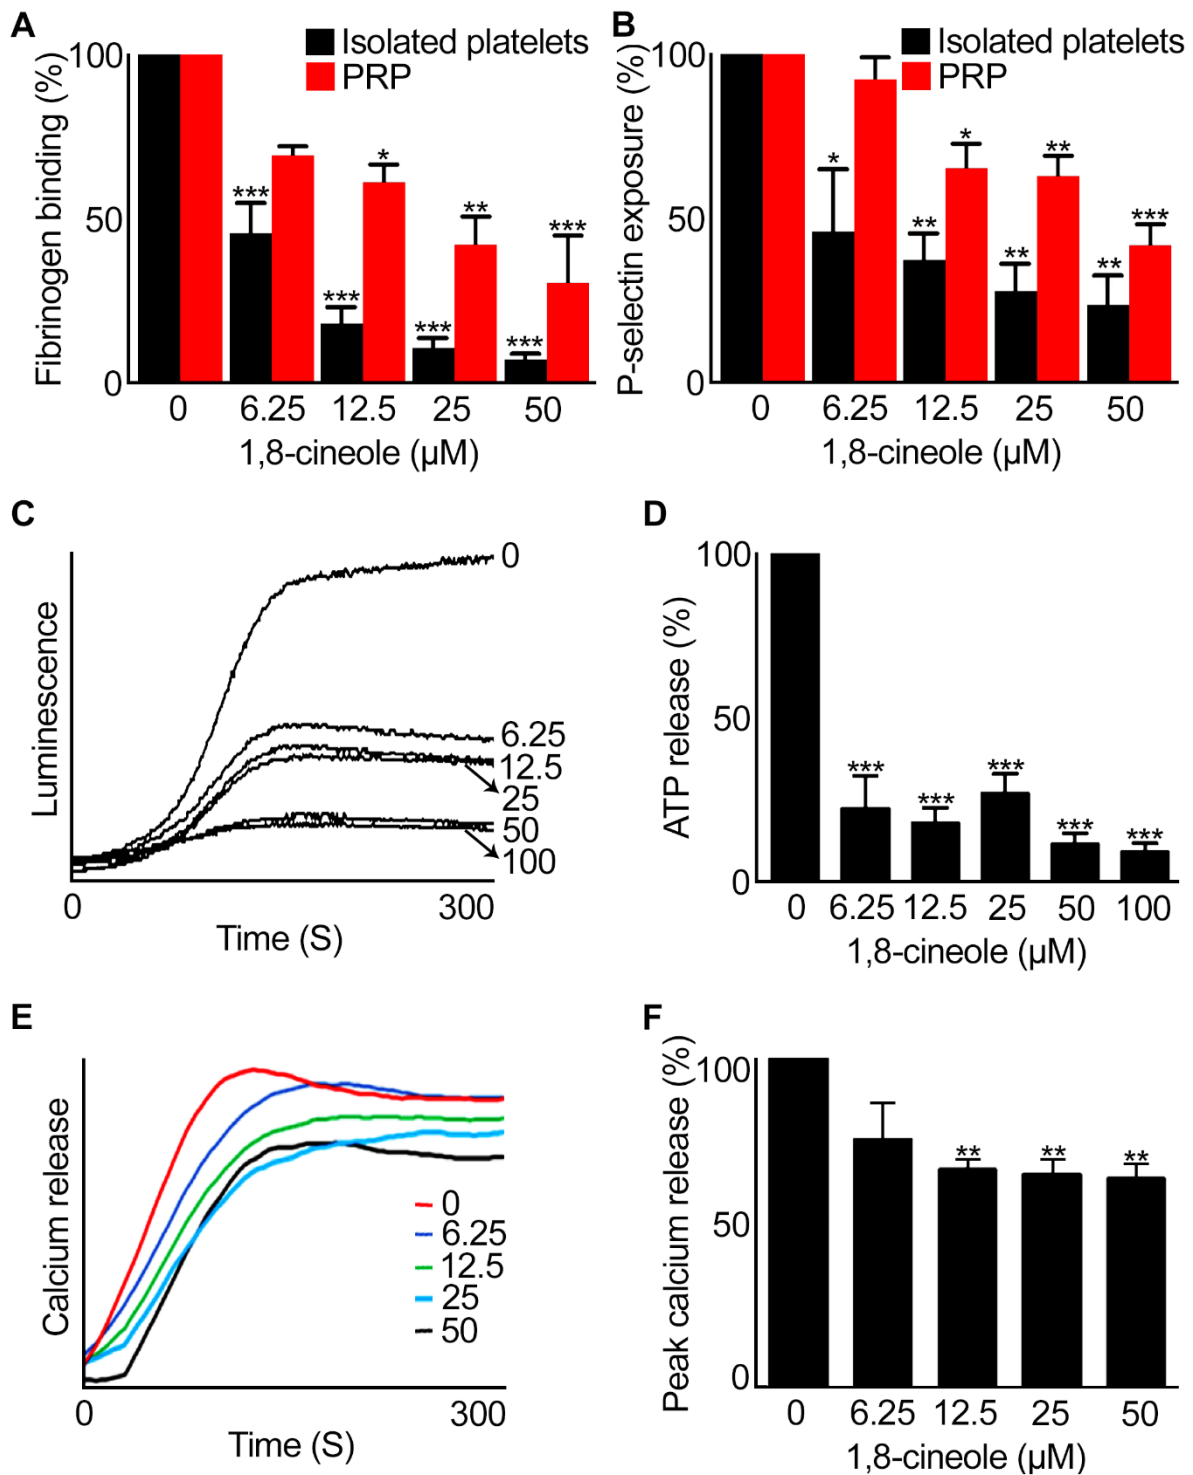 A
Isolated platelets
PRP
Fibrinogen binding (%)
100
50
0
***
*
***
**
***
***
***
0 6.25 12.5 25 50
1,8-cineole (µM)
B
Isolated platelets
PRP
P-selectin exposure (%)
100
50
0
*
*
**
**
**
***
**
0 6.25 12.5 25 50
1,8-cineole (µM)
C
Luminescence
0
6.25
12.5
25
50
100
0 300
Time (S)
D
ATP release (%)
100
50
0
*** *** *** *** ***
0 6.25 12.5 25 50 100
1,8-cineole (µM)
E
Calcium release
0
6.25
12.5
25
50
0 300
Time (S)
F
Peak calcium release (%)
100
50
0
** ** **
0 6.25 12.5 25 50
1,8-cineole (µM)